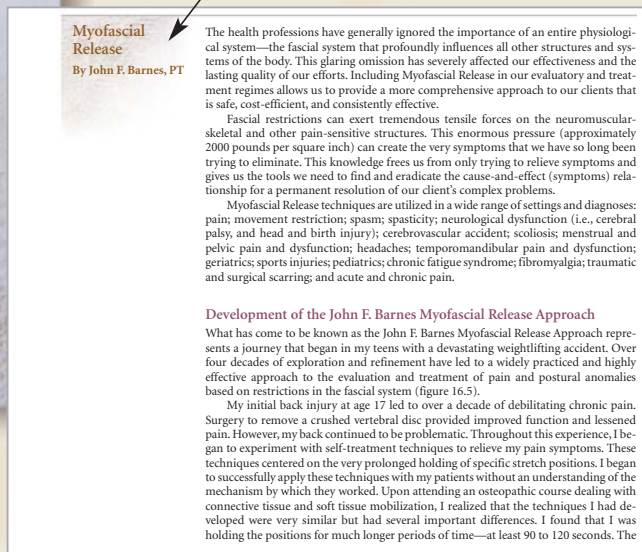 Myofascial
Release
By John F. Barnes, PT
The health professions have generally ignored the importance of an entire physiologi-
cal system—the fascial system that profoundly influences all other structures and sys-
tems of the body. This glaring omission has severely affected our effectiveness and the
lasting quality of our efforts. Including Myofascial Release in our evaluatory and treat-
ment regimes allows us to provide a more comprehensive approach to our clients that
is safe, cost-efficient, and consistently effective.
Fascial restrictions can exert tremendous tensile forces on the neuromuscular-
skeletal and other pain-sensitive structures. This enormous pressure (approximately
2000 pounds per square inch) can create the very symptoms that we have so long been
trying to eliminate. This knowledge frees us from only trying to relieve symptoms and
gives us the tools we need to find and eradicate the cause-and-effect (symptoms) rela-
tionship for a permanent resolution of our client's complex problems.
Myofascial Release techniques are utilized in a wide range of settings and diagnoses:
pain; movement restriction; spasm; spasticity; neurological dysfunction (i.e., cerebral
palsy, and head and birth injury); cerebrovascular accident; scoliosis; menstrual and
pelvic pain and dysfunction; headaches; temporomandibular pain and dysfunction;
geriatrics; sports injuries; pediatrics; chronic fatigue syndrome; fibromyalgia; traumatic
and surgical scarring; and acute and chronic pain.
Development of the John F. Barnes Myofascial Release Approach
What has come to be known as the John F. Barnes Myofascial Release Approach repre-
sents a journey that began in my teens with a devastating weightlifting accident. Over
four decades of exploration and refinement have led to a widely practiced and highly
effective approach to the evaluation and treatment of pain and postural anomalies
based on restrictions in the fascial system (figure 16.5).
My initial back injury at age 17 led to over a decade of debilitating chronic pain.
Surgery to remove a crushed vertebral disc provided improved function and lessened
pain. However, my back continued to be problematic. Throughout this experience, I be-
gan to experiment with self-treatment techniques to relieve my pain symptoms. These
techniques centered on the very prolonged holding of specific stretch positions. I began
to successfully apply these techniques with my patients without an understanding of the
mechanism by which they worked. Upon attending an osteopathic course dealing with
connective tissue and soft tissue mobilization, I realized that the techniques I had de-
veloped were very similar but had several important differences. I found that I was
holding the positions for much longer periods of time—at least 90 to 120 seconds. The